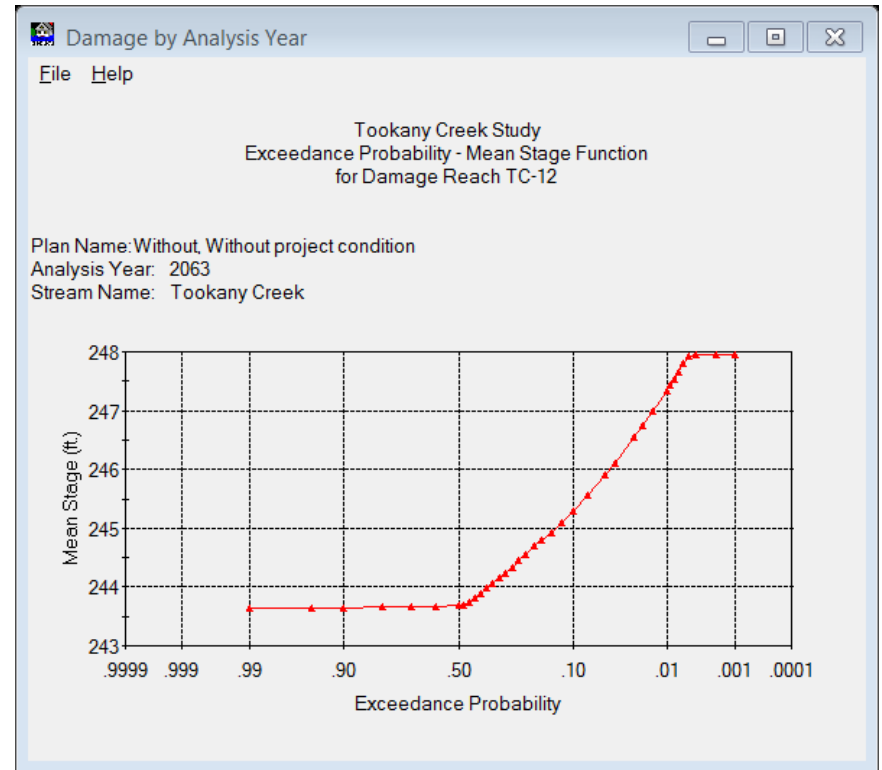 Damage by Analysis Year
File Help
Tookany Creek Study
Exceedance Probability - Mean Stage Function
for Damage Reach TC-12
Plan Name:Without, Without project condition
Analysis Year: 2063
Stream Name: Tookany Creek
248
247
246
245
244
243
Mean Stage (ft.)
.9999 .999 .99 .90 .50 .10 .01 .001 .0001
Exceedance Probability